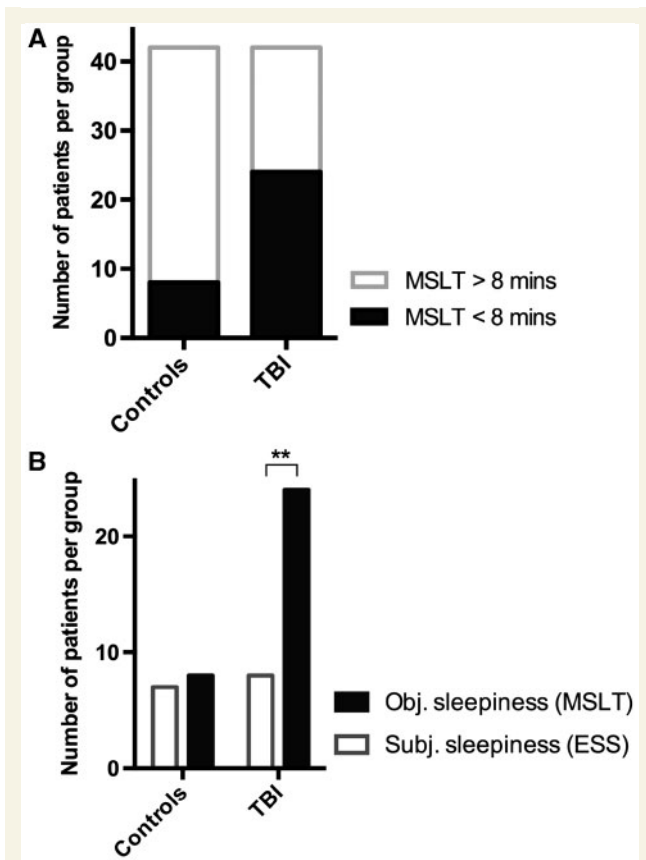 A
Number of patients per group
40
30
20
10
0
Controls
TBI
MSLT > 8 mins
MSLT < 8 mins
B
Number of patients per group
**
20
10
0
Controls
TBI
Obj. sleepiness (MSLT)
Subj. sleepiness (ESS)